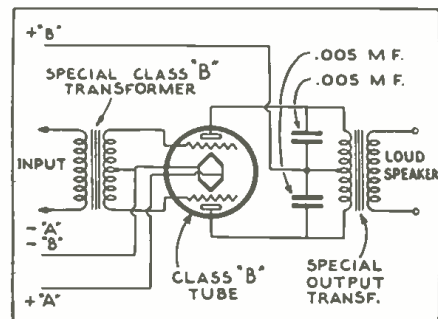 +"B"
.005 M F.
.005 M F.
SPECIAL CLASS "B"
TRANSFORMER
INPUT
LOUD
SPEAKER
-"A"
-"B"
+"A"
CLASS "B"
TUBE
SPECIAL
OUTPUT
TRANSF.